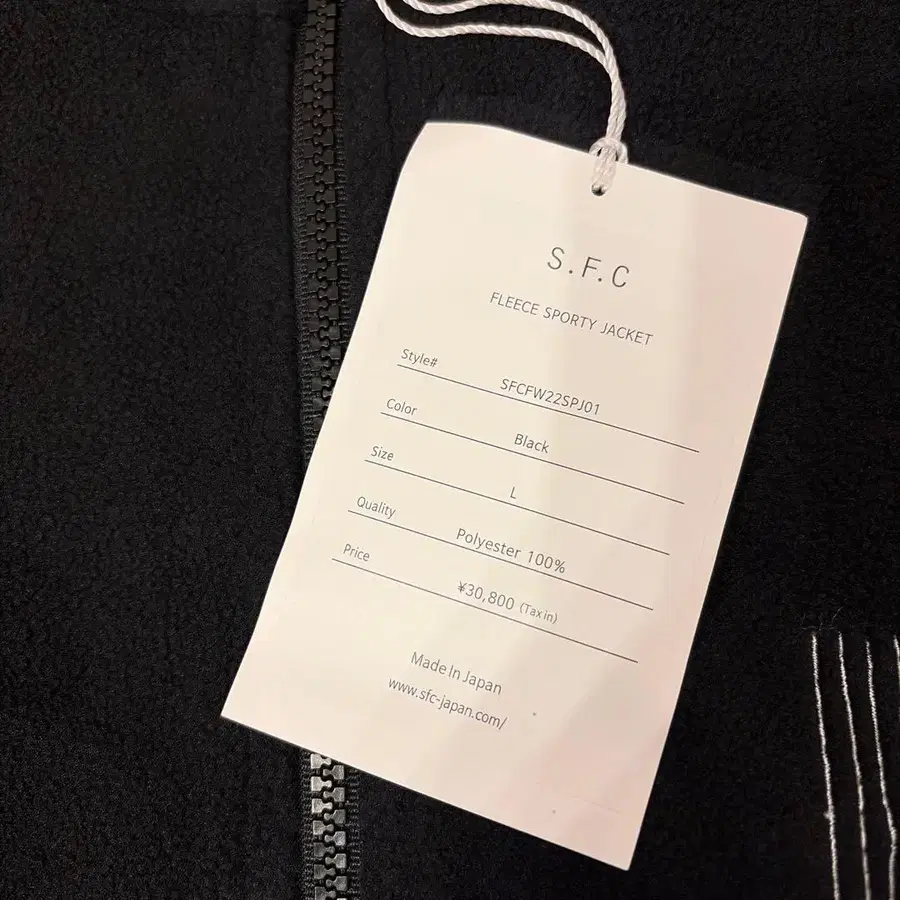 S.F.C
FLEECE SPORTY JACKET
Style# SFCFW22SPJ01
Color Black
Size L
Quality Polyester 100%
Price ¥30,800 (Tax in)
Made In Japan
www.sfc-japan.com/